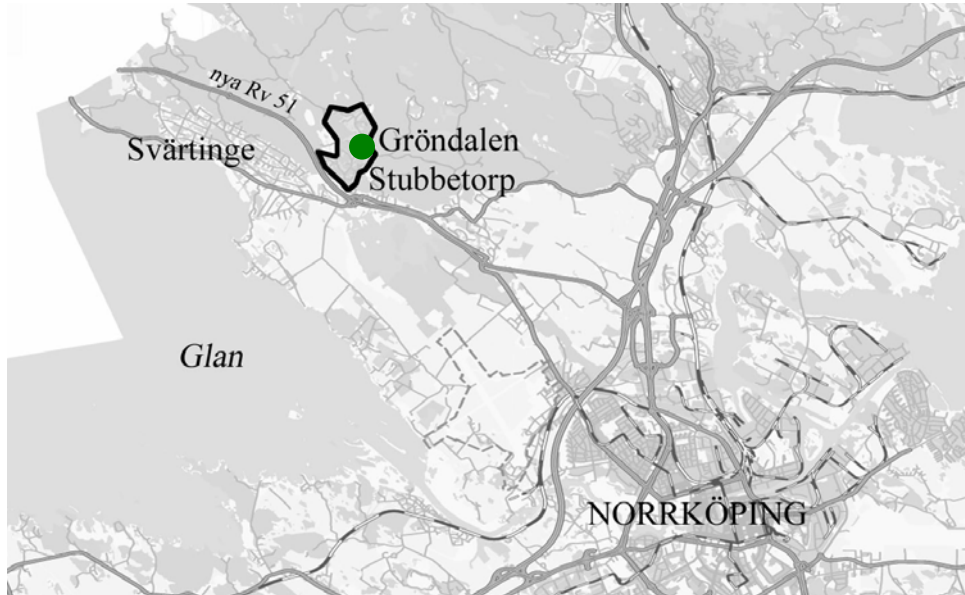 nya Rv 51
Svärtinge
Gröndalen
Stubbetorp
Glan
NORRKÖPING